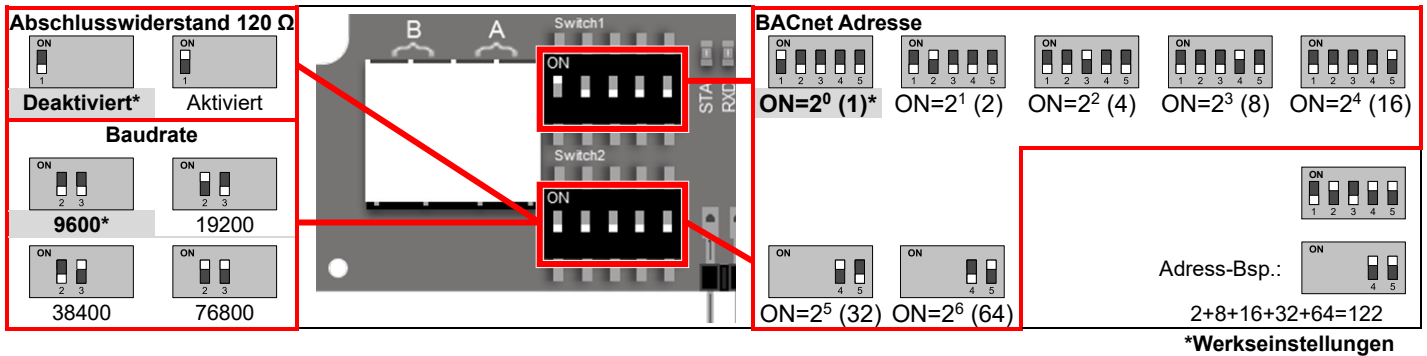 Abschlusswiderstand 120 Ω
ON
1
ON
1
Deaktiviert* Aktiviert
Baudrate
ON
2 3
ON
2 3
9600* 19200
ON
2 3
ON
2 3
38400 76800
B A
Switch1
ON
STA
RXD
Switch2
ON
BACnet Adresse
ON
1 2 3 4 5
ON
1 2 3 4 5
ON
1 2 3 4 5
ON
1 2 3 4 5
ON
1 2 3 4 5
ON=2⁰ (1)* ON=2¹ (2) ON=2² (4) ON=2³ (8) ON=2⁴ (16)
ON
4 5
ON
4 5
ON=2⁵ (32) ON=2⁶ (64)
ON
1 2 3 4 5
Adress-Bsp.:
ON
4 5
2+8+16+32+64=122
*Werkseinstellungen